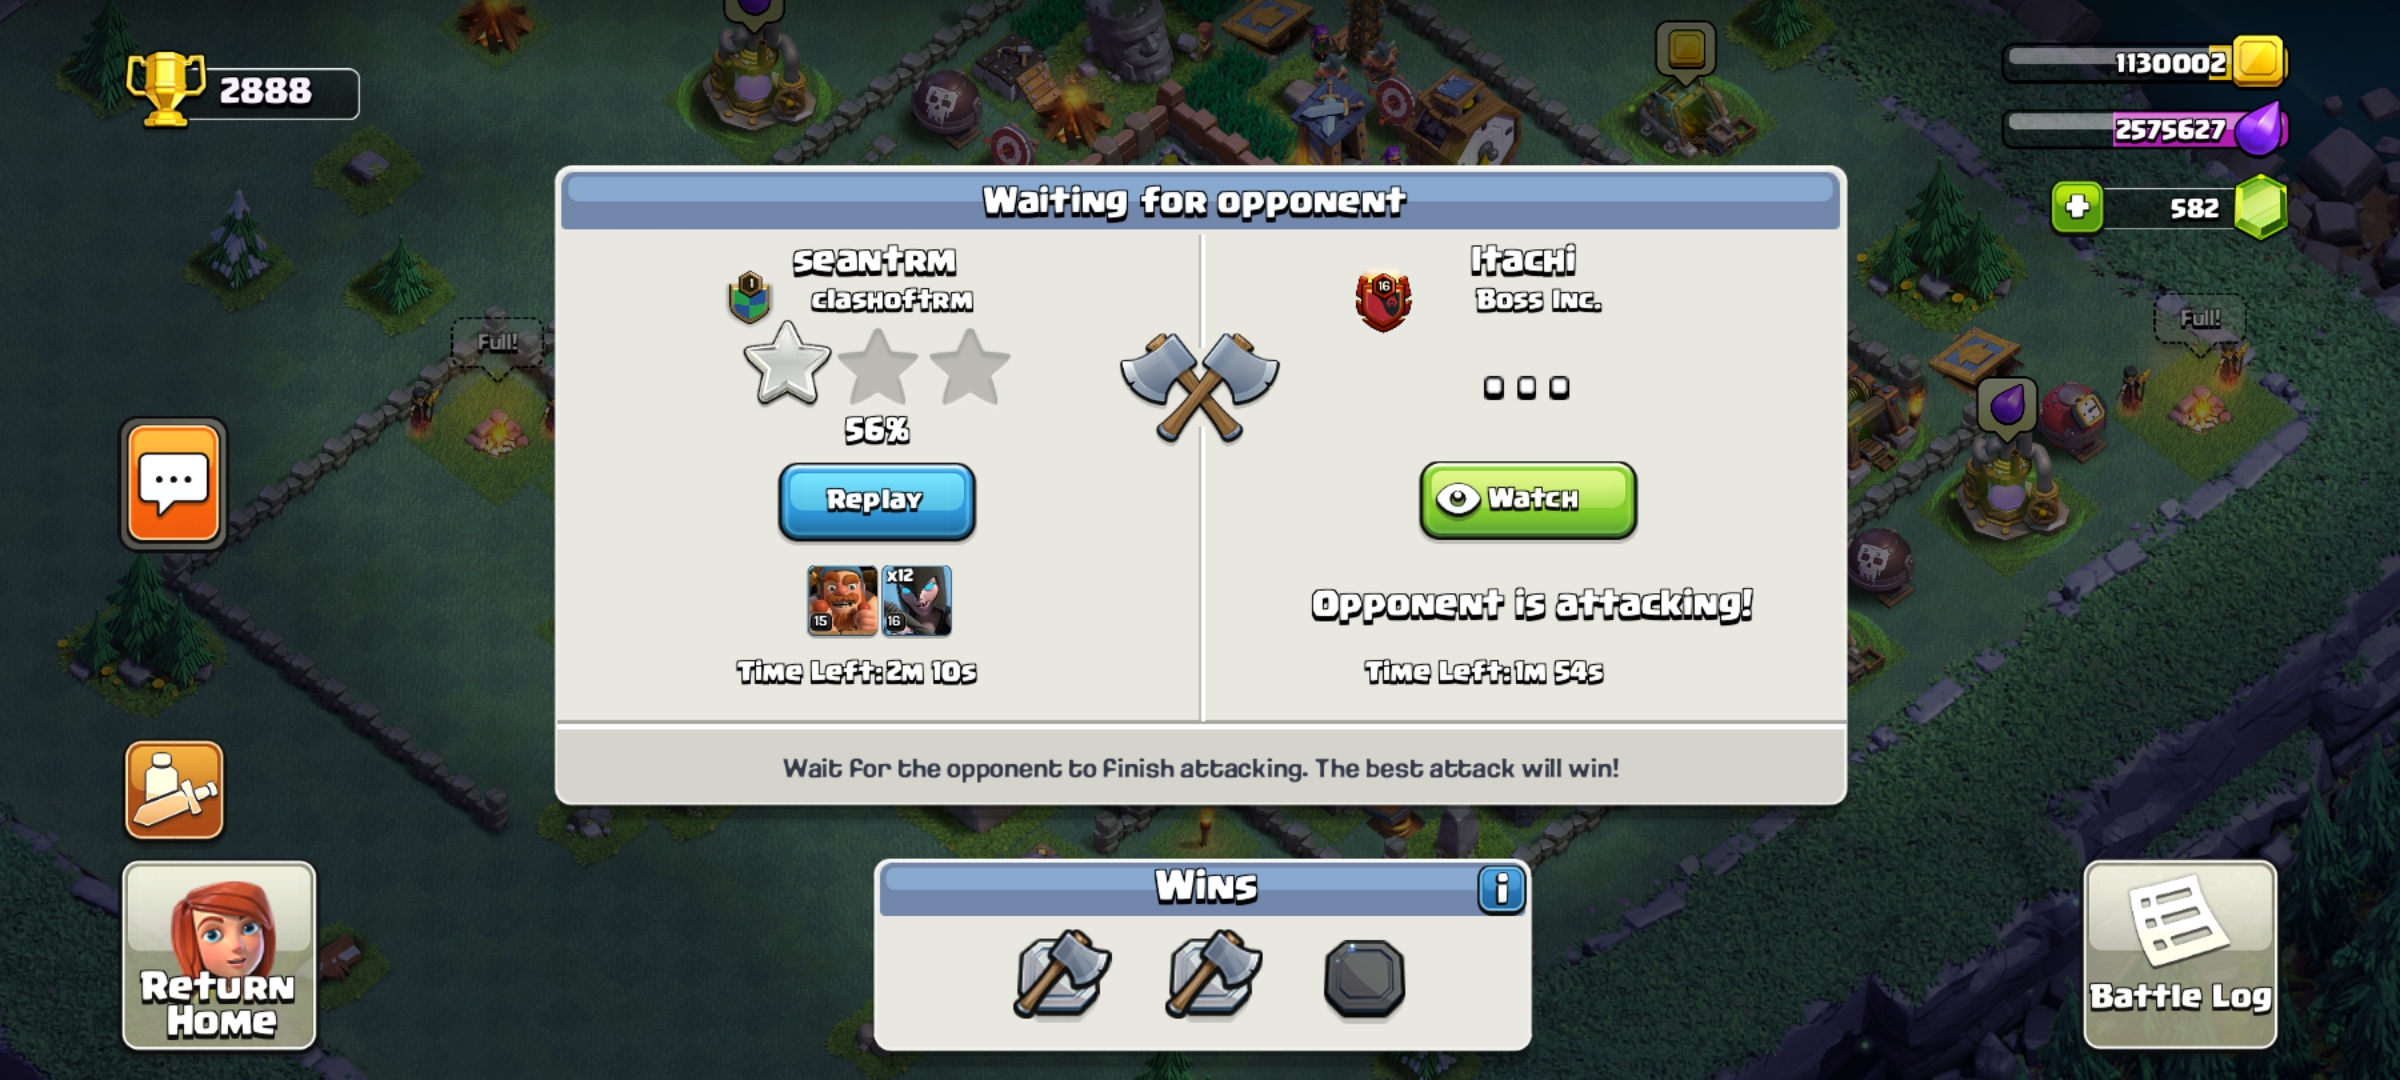 2888
1130002
2575627
582
Waiting for opponent
seantrm
1
clashoftrm
56%
Replay
x12
15
16
Time Left:2m 10s
Itachi
16
Boss Inc.
...
Watch
Opponent is attacking!
Time Left:1m 54s
Wait for the opponent to finish attacking. The best attack will win!
Full!
Full!
Wins
i
Return
Home
Battle Log